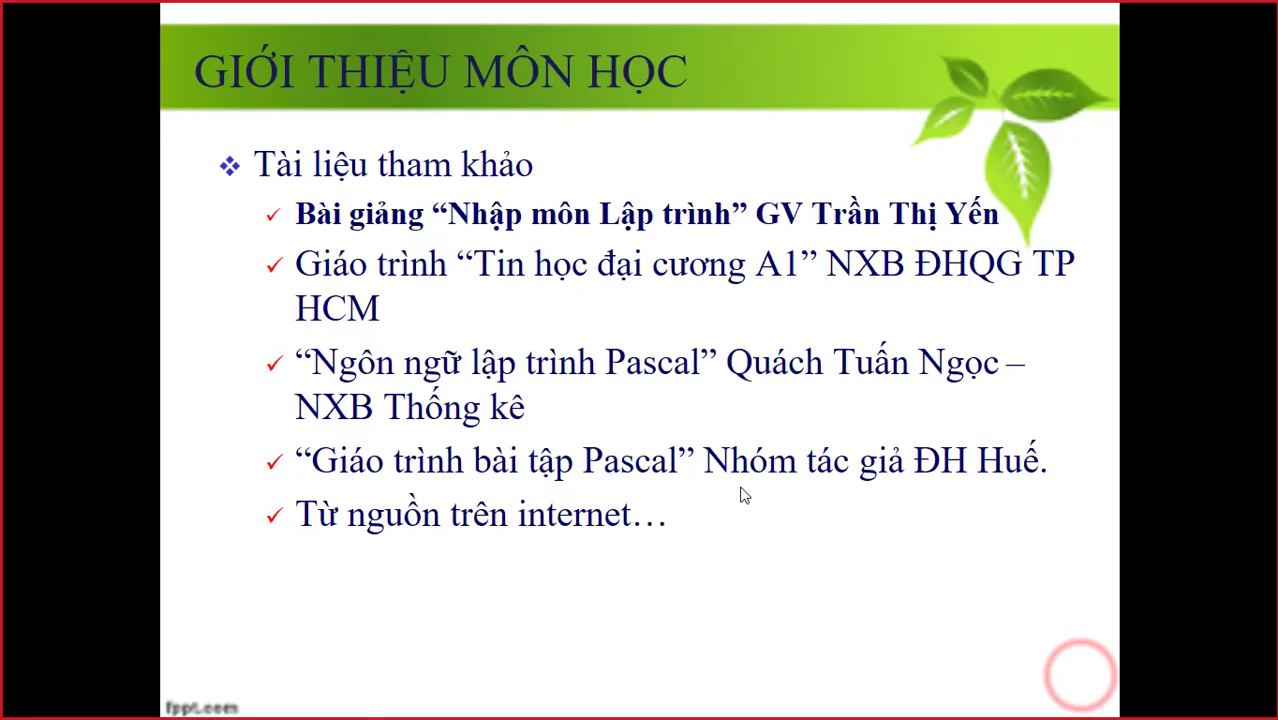 GIỚI THIỆU MÔN HỌC
Tài liệu tham khảo
Bài giảng “Nhập môn Lập trình” GV Trần Thị Yến
Giáo trình “Tin học đại cương A1” NXB ĐHQG TP
HCM
“Ngôn ngữ lập trình Pascal” Quách Tuấn Ngọc –
NXB Thống kê
“Giáo trình bài tập Pascal” Nhóm tác giả ĐH Huế.
Từ nguồn trên internet…
fppt.com